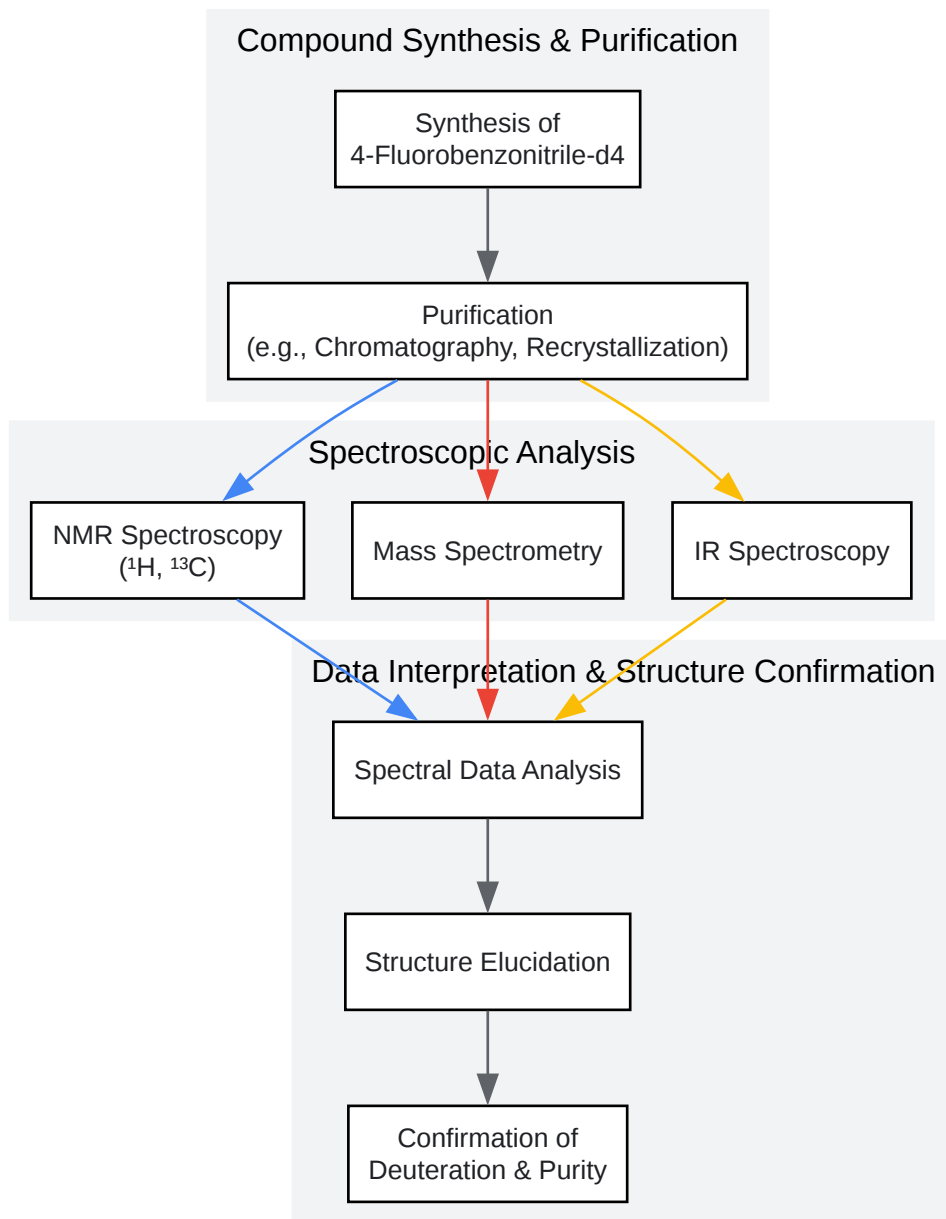 Compound Synthesis & Purification
Synthesis of
4-Fluorobenzonitrile-d4
Purification
(e.g., Chromatography, Recrystallization)
Spectroscopic Analysis
NMR Spectroscopy
(¹H, ¹³C)
Mass Spectrometry
IR Spectroscopy
Data Interpretation & Structure Confirmation
Spectral Data Analysis
Structure Elucidation
Confirmation of
Deuteration & Purity